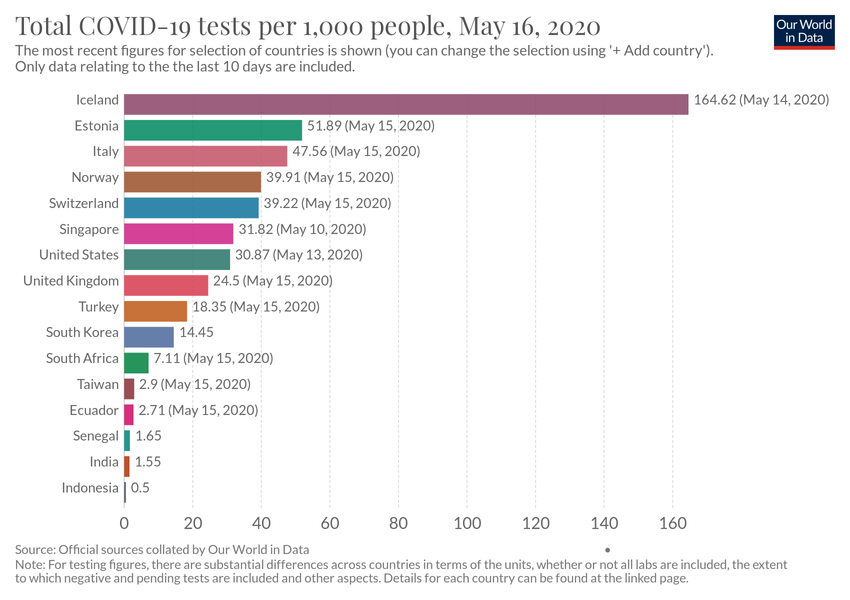 Total COVID-19 tests per 1,000 people, May 16, 2020
Our World
in Data
The most recent figures for selection of countries is shown (you can change the selection using '+ Add country').
Only data relating to the the last 10 days are included.
Iceland 164.62 (May 14, 2020)
Estonia 51.89 (May 15, 2020)
Italy 47.56 (May 15, 2020)
Norway 39.91 (May 15, 2020)
Switzerland 39.22 (May 15, 2020)
Singapore 31.82 (May 10, 2020)
United States 30.87 (May 13, 2020)
United Kingdom 24.5 (May 15, 2020)
Turkey 18.35 (May 15, 2020)
South Korea 14.45
South Africa 7.11 (May 15, 2020)
Taiwan 2.9 (May 15, 2020)
Ecuador 2.71 (May 15, 2020)
Senegal 1.65
India 1.55
Indonesia 0.5
0 20 40 60 80 100 120 140 160
Source: Official sources collated by Our World in Data •
Note: For testing figures, there are substantial differences across countries in terms of the units, whether or not all labs are included, the extent
to which negative and pending tests are included and other aspects. Details for each country can be found at the linked page.